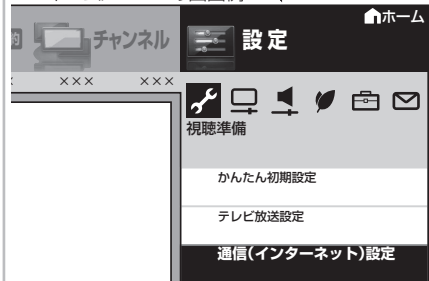 ホーム
チャンネル
設定
××× ×××
視聴準備
かんたん初期設定
テレビ放送設定
通信(インターネット)設定